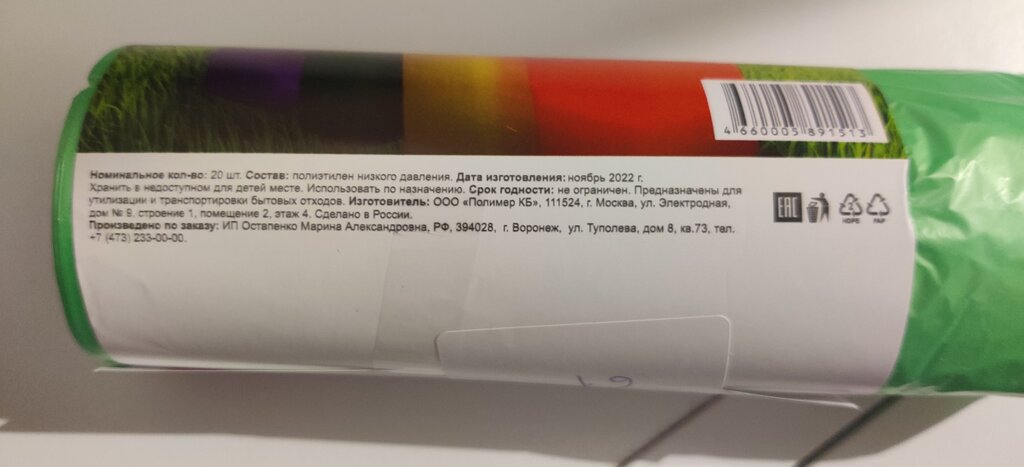 4660005891513
Номинальное кол-во: 20 шт. Состав: полиэтилен низкого давления. Дата изготовления: ноябрь 2022 г.
Хранить в недоступном для детей месте. Использовать по назначению. Срок годности: не ограничен. Предназначены для
утилизации и транспортировки бытовых отходов. Изготовитель: ООО «Полимер КБ», 111524, г. Москва, ул. Электродная,
дом № 9, строение 1, помещение 2, этаж 4. Сделано в России.
Произведено по заказу: ИП Остапенко Марина Александровна, РФ, 394028, г. Воронеж, ул. Туполева, дом 8, кв.73, тел.
+7 (473) 233-00-00.
EAC
2
HDPE
PAP